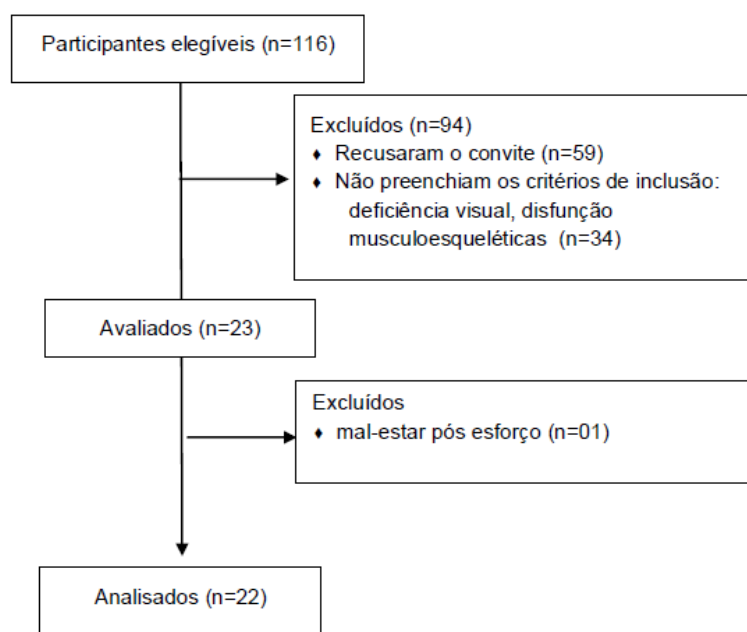 Participantes elegíveis (n=116)
Excluídos (n=94)
♦ Recusaram o convite (n=59)
♦ Não preenchiam os critérios de inclusão:
deficiência visual, disfunção
musculoesqueléticas (n=34)
Avaliados (n=23)
Excluídos
♦ mal-estar pós esforço (n=01)
Analisados (n=22)